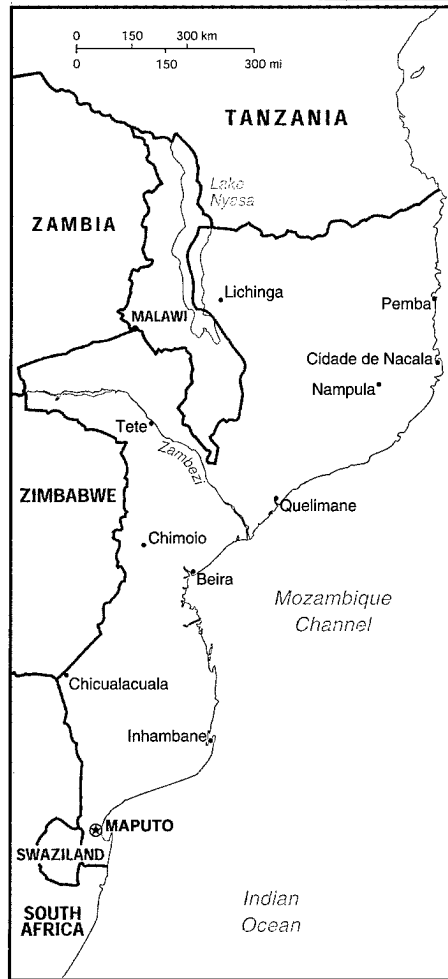 0 150 300 km
0 150 300 mi
TANZANIA
Lake
Nyasa
ZAMBIA
Lichinga
Pemba
MALAWI
Cidade de Nacala
Nampula
Tete
Zambezi
ZIMBABWE
Quelimane
Chimoio
Beira
Mozambique
Channel
Chicualacuala
Inhambane
MAPUTO
SWAZILAND
Indian
Ocean
SOUTH
AFRICA